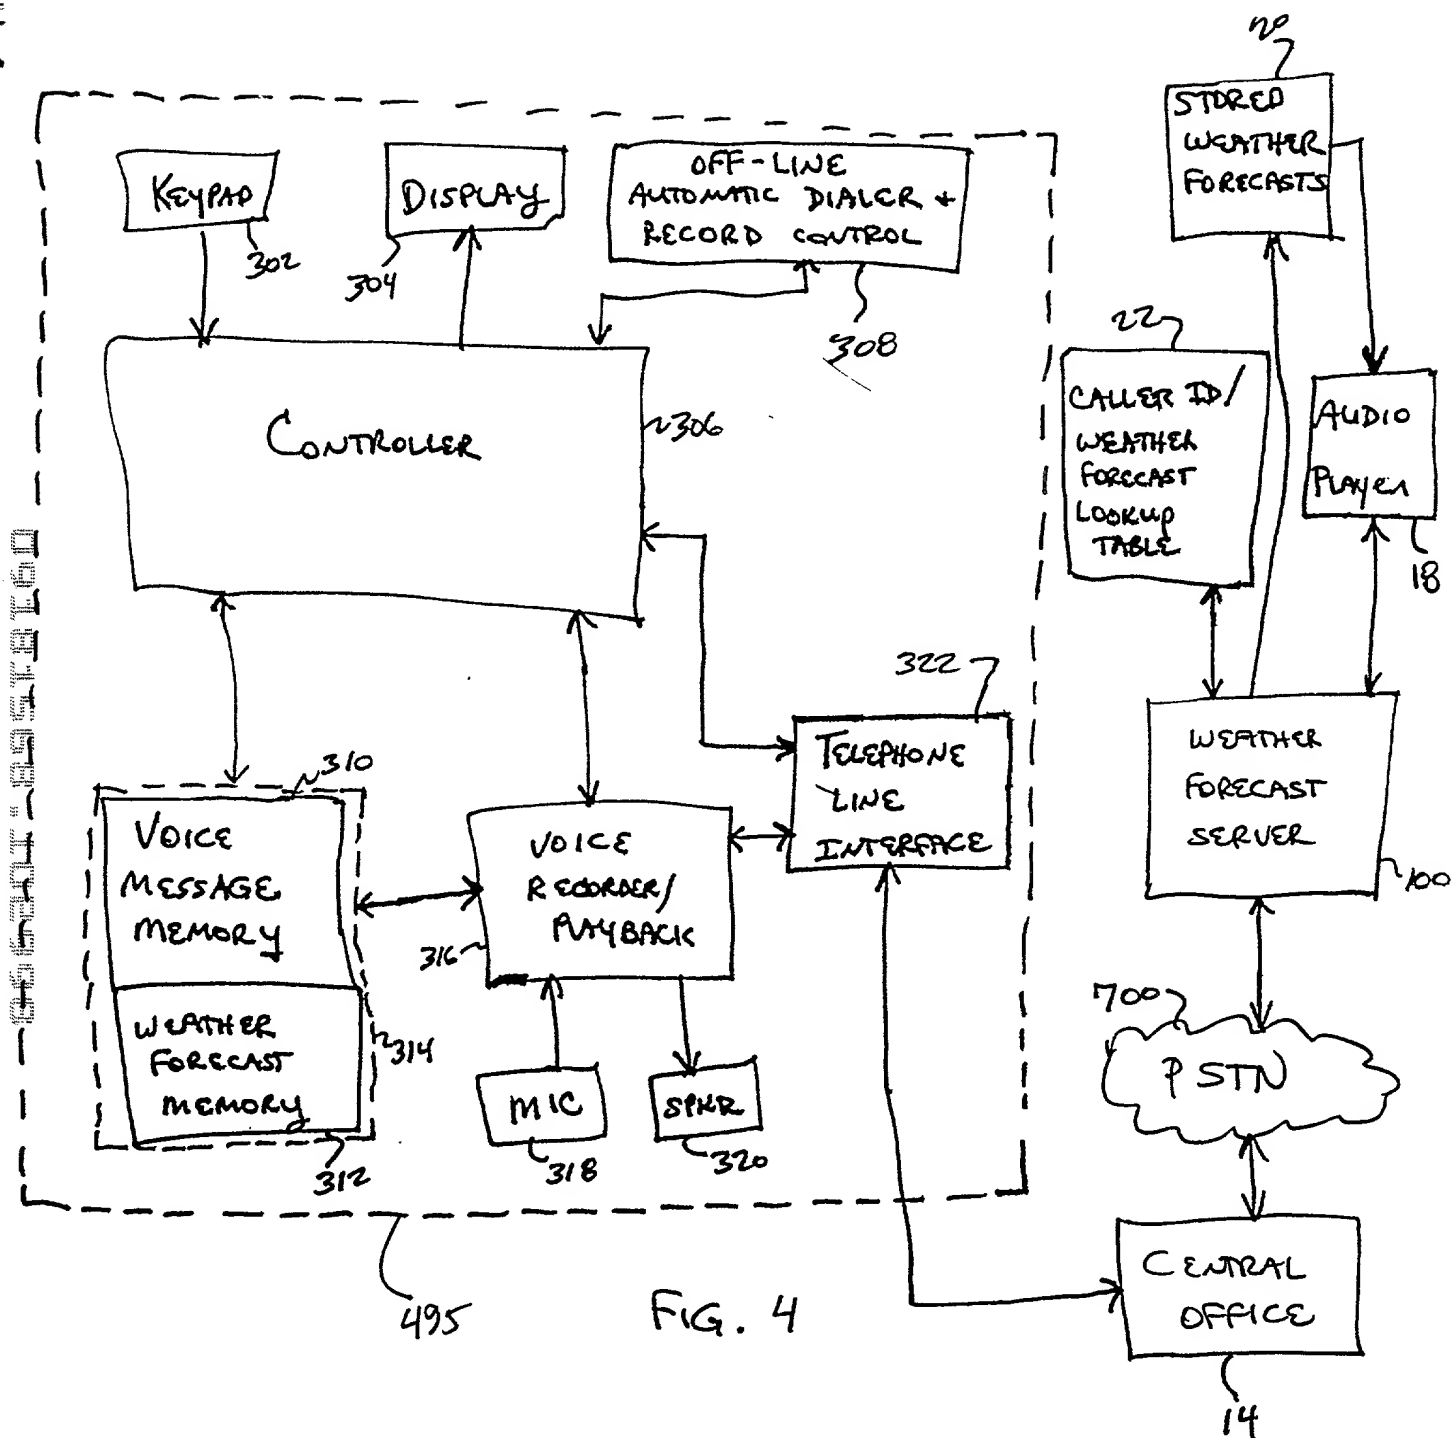 20
STORED
WEATHER
FORECASTS
KEYPAD
302
DISPLAY
304
OFF-LINE
AUTOMATIC DIALER +
RECORD CONTROL
308
CONTROLLER
306
22
CALLER ID/
WEATHER
FORECAST
LOOKUP
TABLE
AUDIO
PLAYER
18
310
VOICE
MESSAGE
MEMORY
WEATHER
FORECAST
MEMORY
314
312
VOICE
RECORDER/
PLAYBACK
316
MIC
318
SPKR
320
322
TELEPHONE
LINE
INTERFACE
WEATHER
FORECAST
SERVER
100
700
PSTN
CENTRAL
OFFICE
14
495
FIG. 4